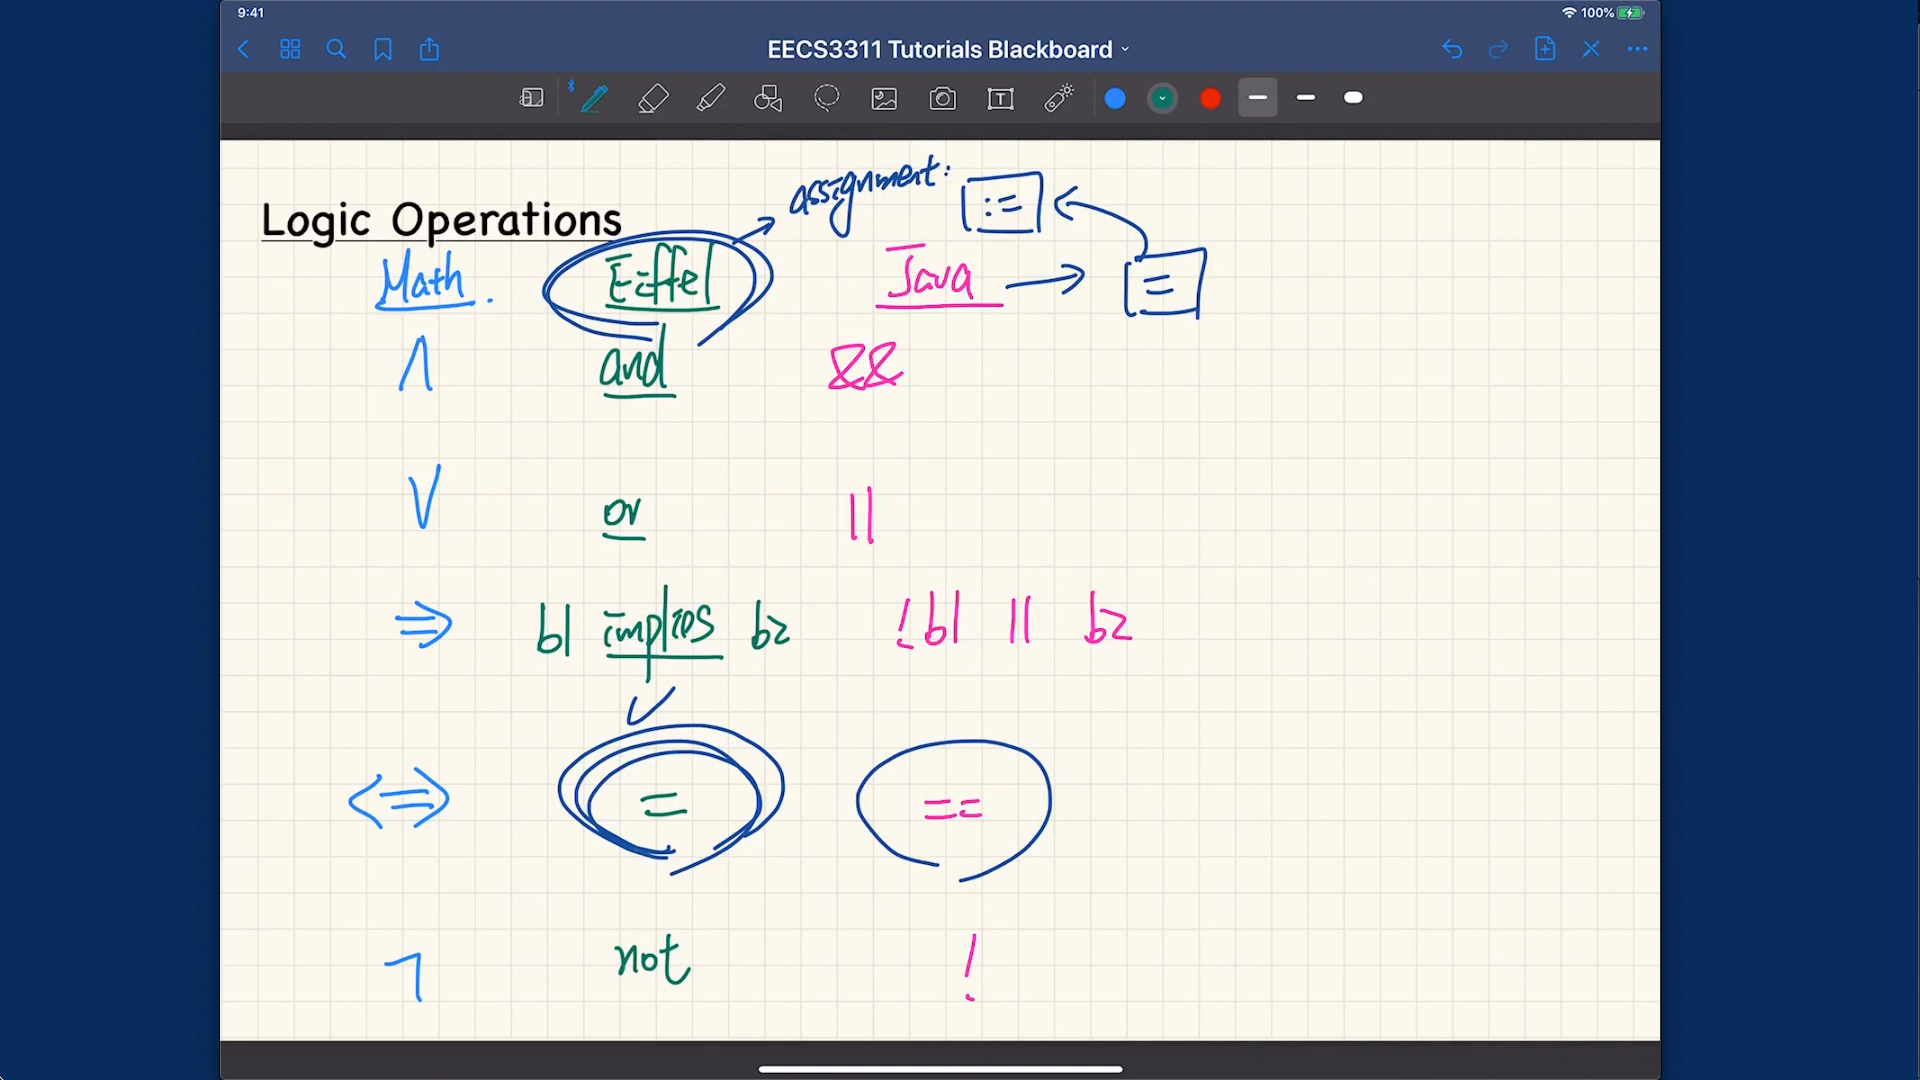 9:41 100%
EECS3311 Tutorials Blackboard
assignment: :=
Logic Operations
Math. Eiffel Java → =
∧ and &&
∨ or ||
⇒ b1 implies b2 !b1 || b2
⇔ = ==
¬ not !